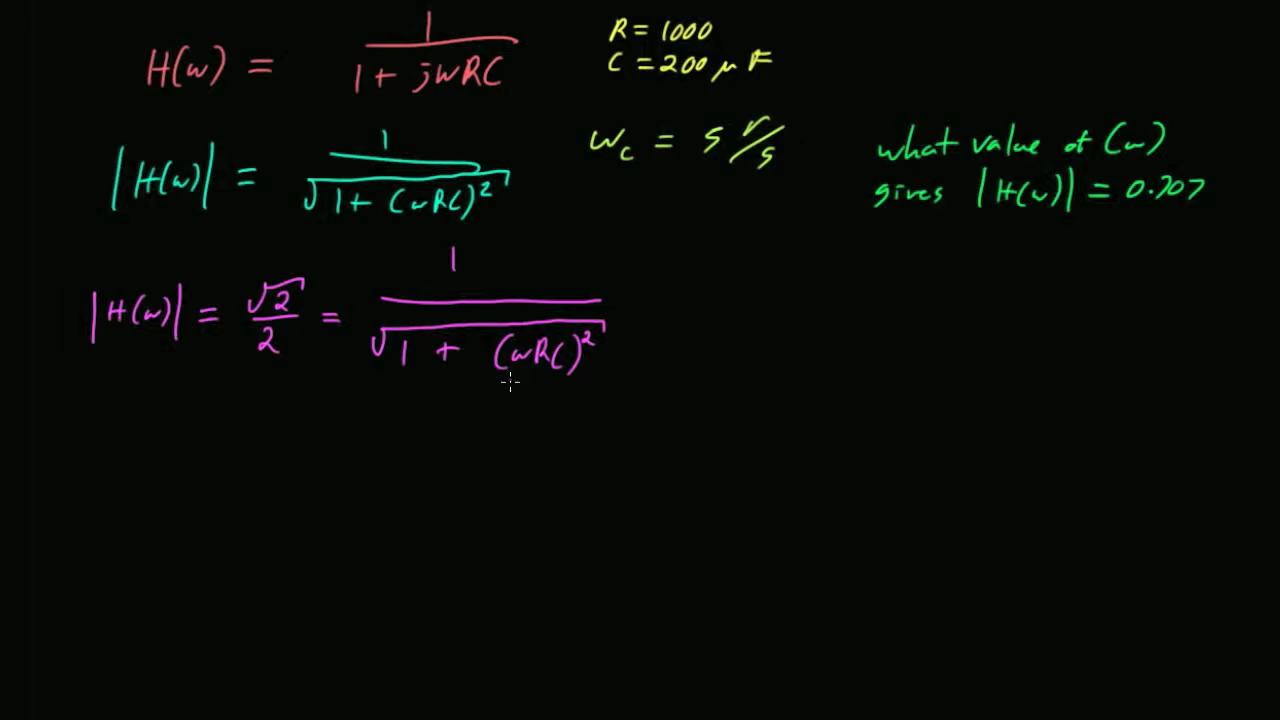 H(w) = 1 / (1 + jwRC)
R = 1000
C = 200 μF
|H(w)| = 1 / √(1 + (wRC)²)
w_c = 5 r/s
what value of (w)
gives |H(w)| = 0.707
|H(w)| = √2 / 2 = 1 / √(1 + (wRC)²)